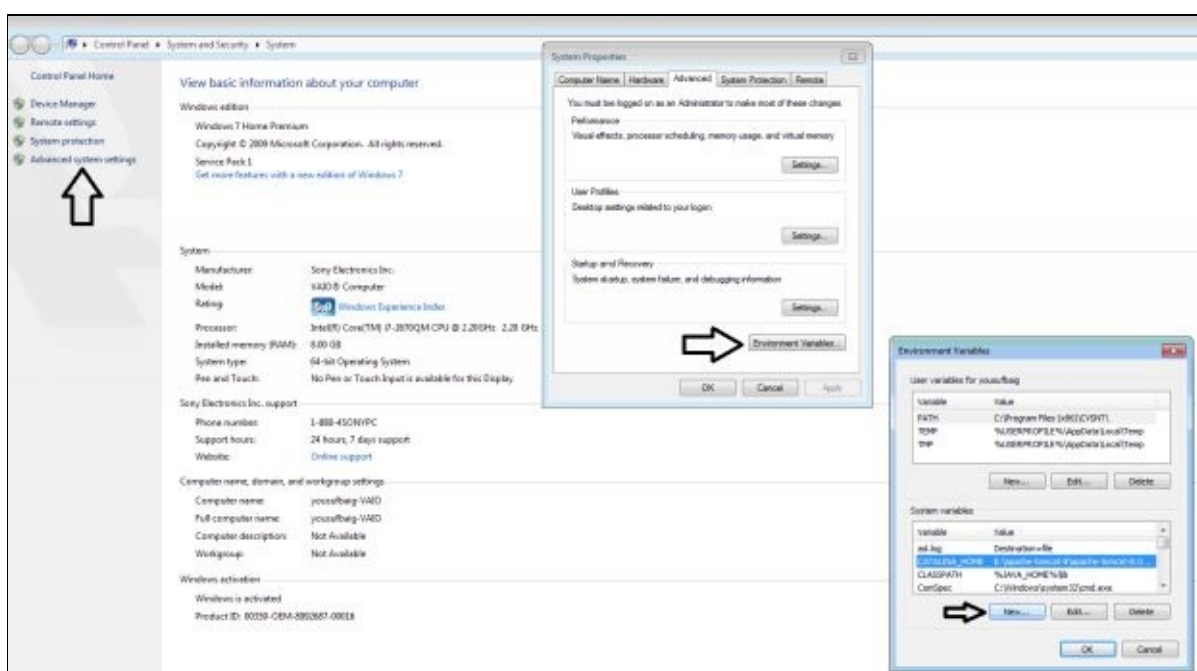 Control Panel ▸ System and Security ▸ System
Control Panel Home
Device Manager
Remote settings
System protection
Advanced system settings
View basic information about your computer
Windows edition
Windows 7 Home Premium
Copyright © 2009 Microsoft Corporation. All rights reserved.
Service Pack 1
Get more features with a new edition of Windows 7
System
Manufacturer: Sony Electronics Inc.
Model: VAIO® Computer
Rating: Windows Experience Index
Processor: Intel(R) Core(TM) i7-2670QM CPU @ 2.20GHz 2.20 GHz
Installed memory (RAM): 8.00 GB
System type: 64-bit Operating System
Pen and Touch: No Pen or Touch Input is available for this Display
Sony Electronics Inc. support
Phone number: 1-888-4SONYPC
Support hours: 24 hours, 7 days support
Website: Online support
Computer name, domain, and workgroup settings
Computer name: yousufbaig-VAIO
Full computer name: yousufbaig-VAIO
Computer description: Not Available
Workgroup: Not Available
Windows activation
Windows is activated
Product ID: 00359-OEM-8992687-00016
System Properties
Computer Name Hardware Advanced System Protection Remote
You must be logged on as an Administrator to make most of these changes.
Performance
Visual effects, processor scheduling, memory usage, and virtual memory
Settings...
User Profiles
Desktop settings related to your logon
Settings...
Startup and Recovery
System startup, system failure, and debugging information
Settings...
Environment Variables...
OK Cancel Apply
Environment Variables
User variables for yousufbaig
Variable Value
PATH C:\Program Files (x86)\CVSNT\
TEMP %USERPROFILE%\AppData\Local\Temp
TMP %USERPROFILE%\AppData\Local\Temp
New... Edit... Delete
System variables
Variable Value
Destination=file
CATALINA_HOME
CLASSPATH %JAVA_HOME%\lib
ComSpec C:\Windows\system32\cmd.exe
New... Edit... Delete
OK Cancel